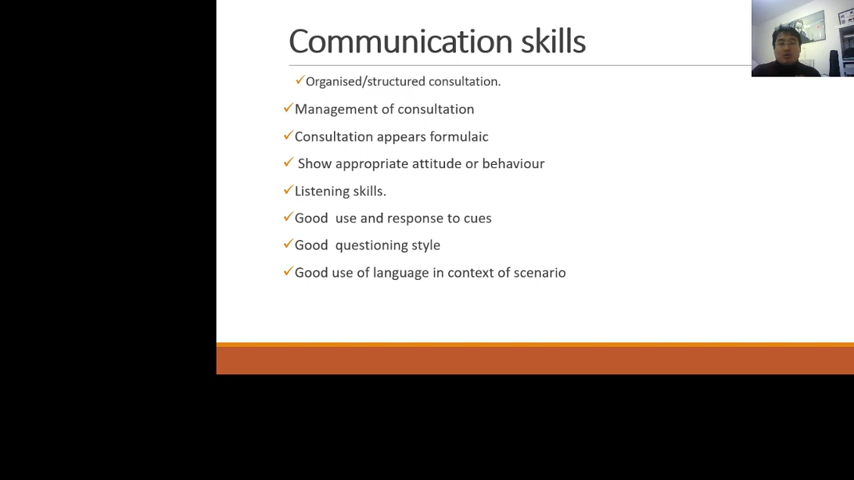 Communication skills
Organised/structured consultation.
Management of consultation
Consultation appears formulaic
Show appropriate attitude or behaviour
Listening skills.
Good use and response to cues
Good questioning style
Good use of language in context of scenario